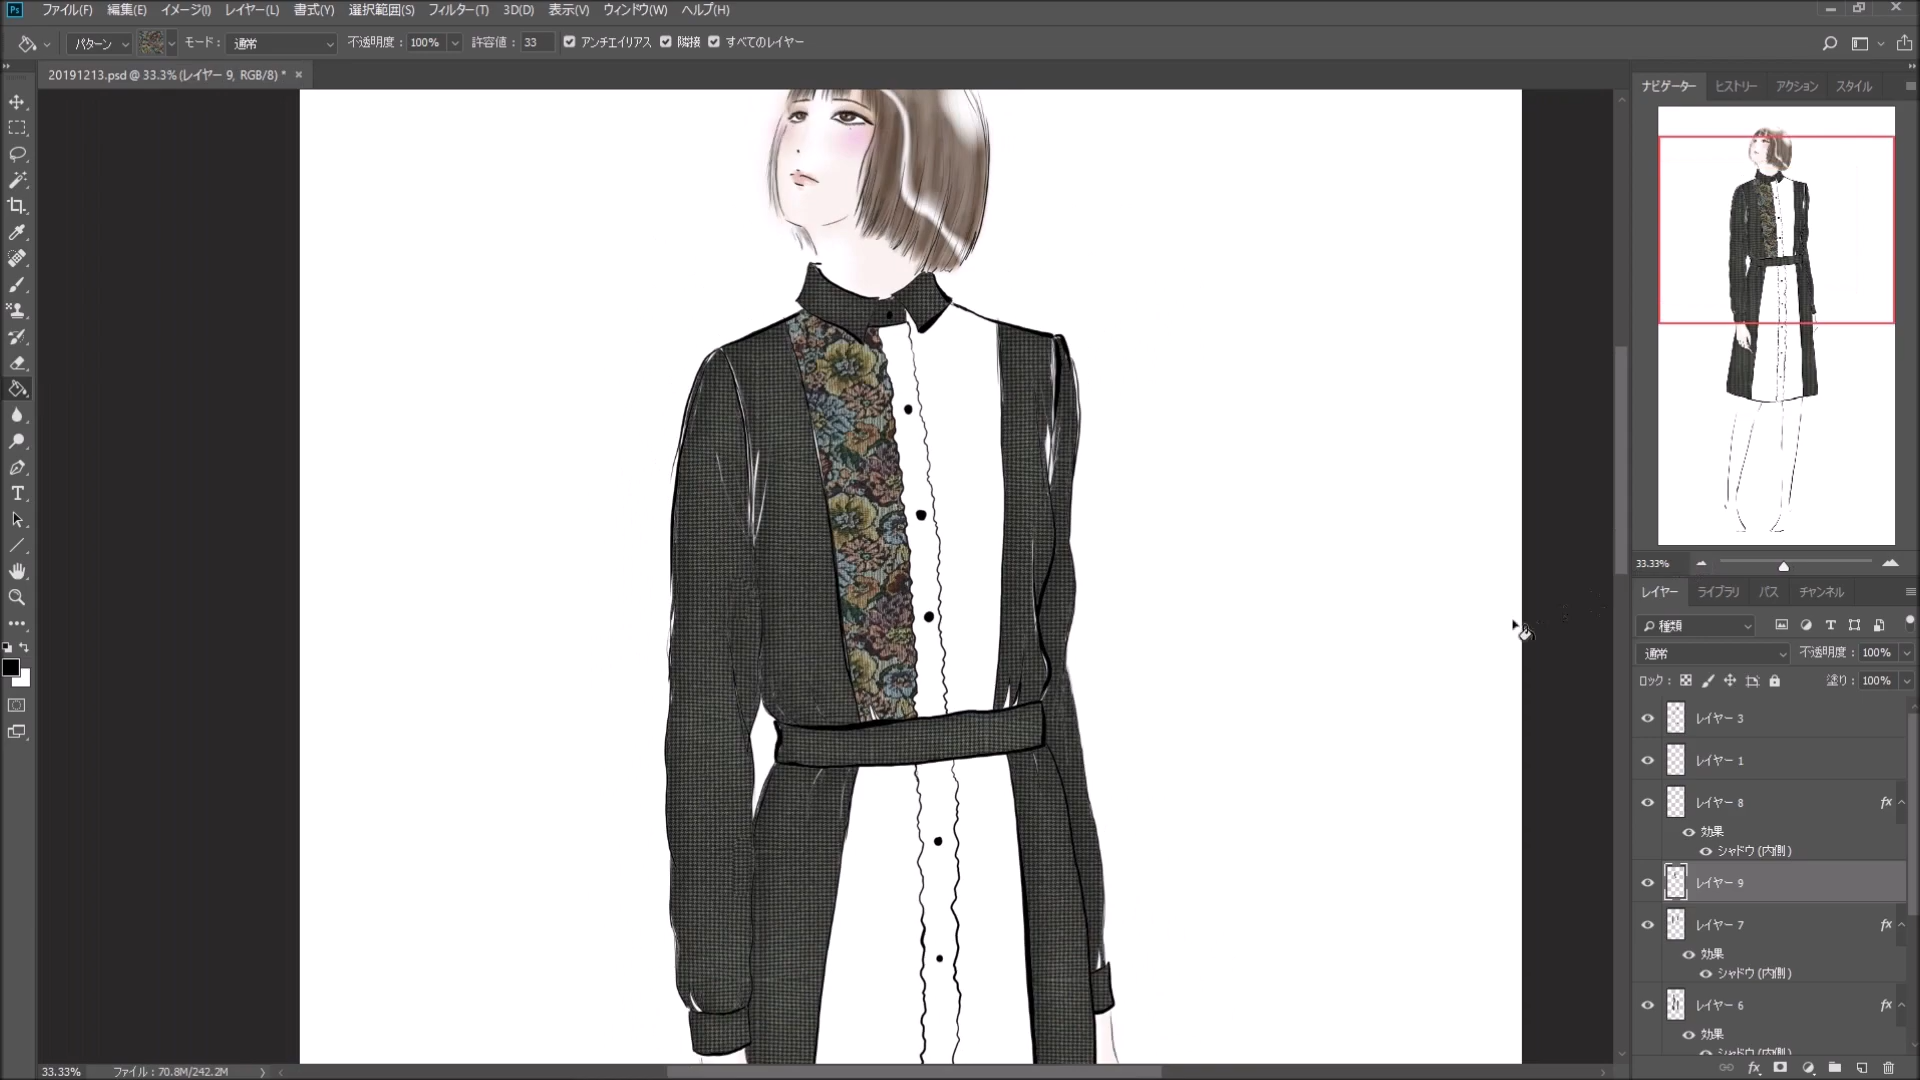 Ps ファイル(F) 編集(E) イメージ(I) レイヤー(L) 書式(Y) 選択範囲(S) フィルター(T) 3D(D) 表示(V) ウィンドウ(W) ヘルプ(H)
パターン モード: 通常 不透明度: 100% 許容値: 33 アンチエイリアス 隣接 すべてのレイヤー
20191213.psd @ 33.3% (レイヤー 9, RGB/8) * ×
ナビゲーター ヒストリー アクション スタイル
33.33%
レイヤー ライブラリ パス チャンネル
種類
通常 不透明度: 100%
ロック: 塗り: 100%
レイヤー 3
レイヤー 1
レイヤー 8 fx
効果
シャドウ (内側)
レイヤー 9
レイヤー 7 fx
効果
シャドウ (内側)
レイヤー 6 fx
効果
シャドウ (内側)
33.33% ファイル: 70.8M/242.2M